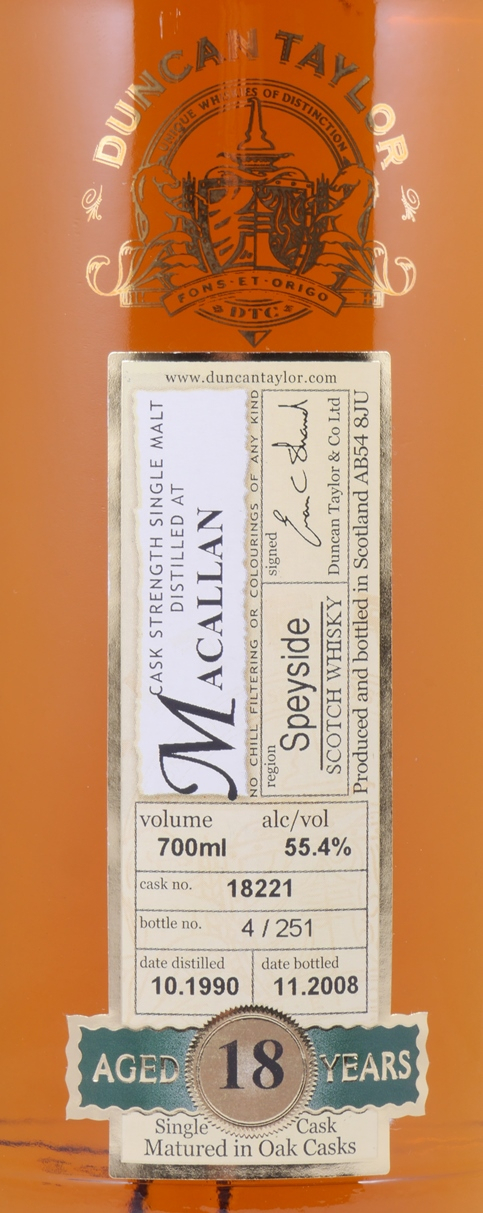 DUNCAN TAYLOR
UNIQUE WHISKIES OF DISTINCTION
FONS·ET·ORIGO
DTC
www.duncantaylor.com
CASK STRENGTH SINGLE MALT
DISTILLED AT
MACALLAN
NO CHILL FILTERING OR COLOURINGS OF ANY KIND
region
Speyside
SCOTCH WHISKY
signed
Duncan Taylor & Co Ltd
Produced and bottled in Scotland AB54 8JU
volume alc/vol
700ml 55.4%
cask no. 18221
bottle no. 4 / 251
date distilled date bottled
10.1990 11.2008
AGED 18 YEARS
Single Cask
Matured in Oak Casks